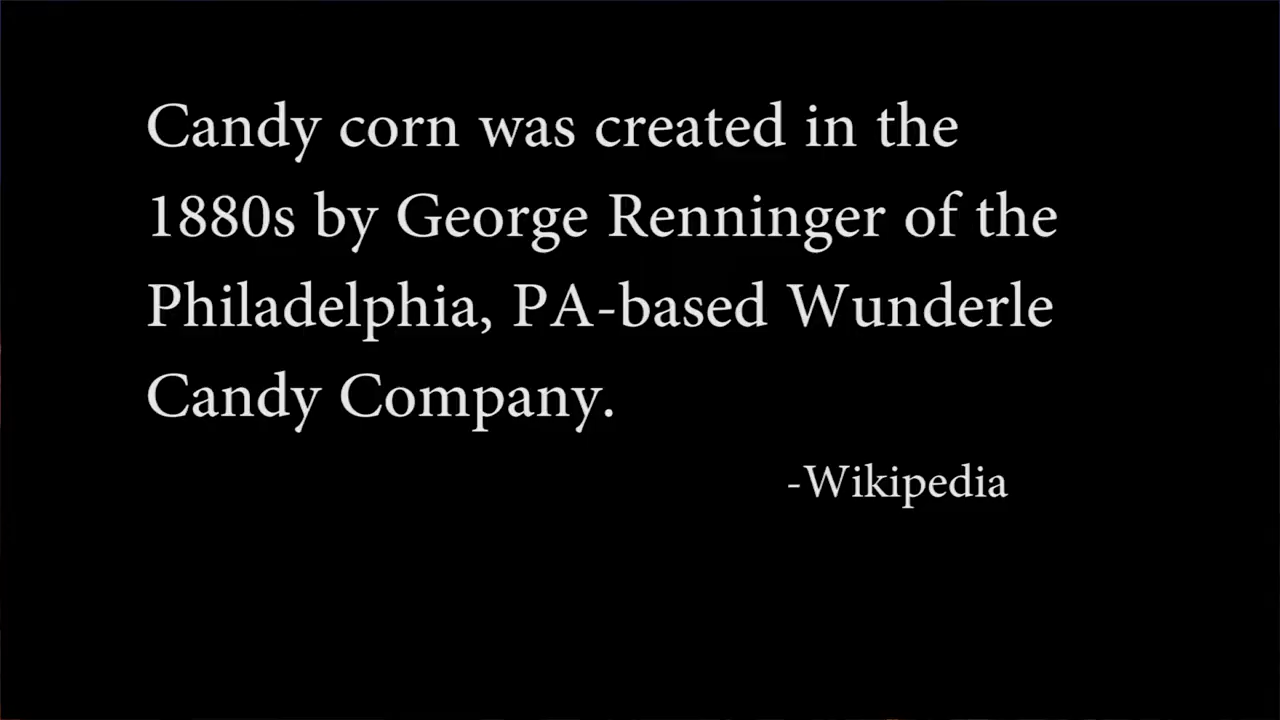 Candy corn was created in the
1880s by George Renninger of the
Philadelphia, PA-based Wunderle
Candy Company.
-Wikipedia